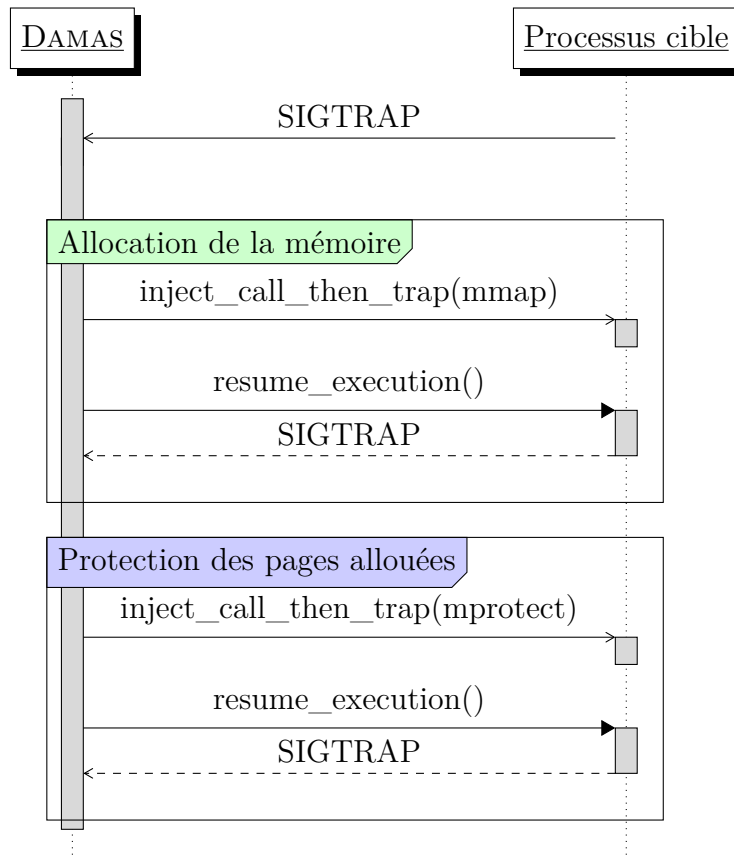 DAMAS
Processus cible
SIGTRAP
Allocation de la mémoire
inject_call_then_trap(mmap)
resume_execution()
SIGTRAP
Protection des pages allouées
inject_call_then_trap(mprotect)
resume_execution()
SIGTRAP